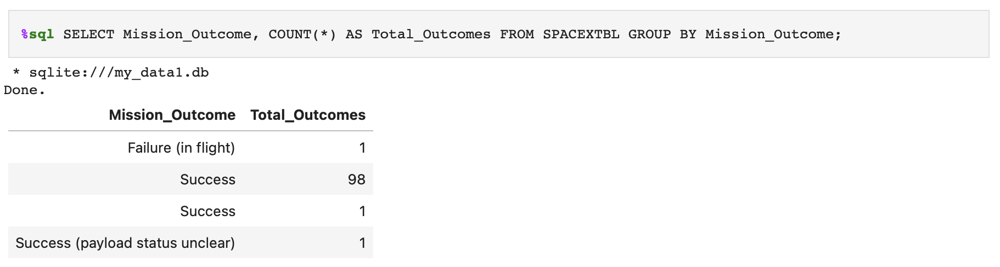 %sql SELECT Mission_Outcome, COUNT(*) AS Total_Outcomes FROM SPACEXTBL GROUP BY Mission_Outcome;
* sqlite:///my_data1.db
Done.
Mission_Outcome Total_Outcomes
Failure (in flight) 1
Success 98
Success 1
Success (payload status unclear) 1